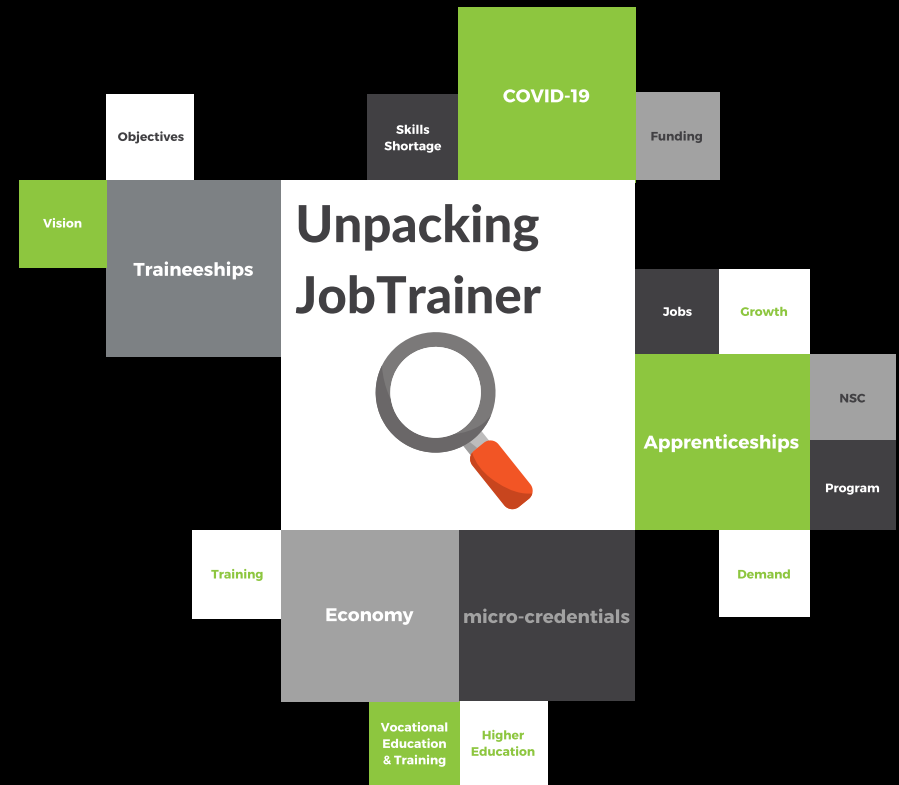 COVID-19
Skills
Shortage
Funding
Objectives
Vision
Traineeships
Unpacking
JobTrainer
Jobs
Growth
Apprenticeships
NSC
Program
Training
Economy
micro-credentials
Demand
Vocational
Education
& Training
Higher
Education